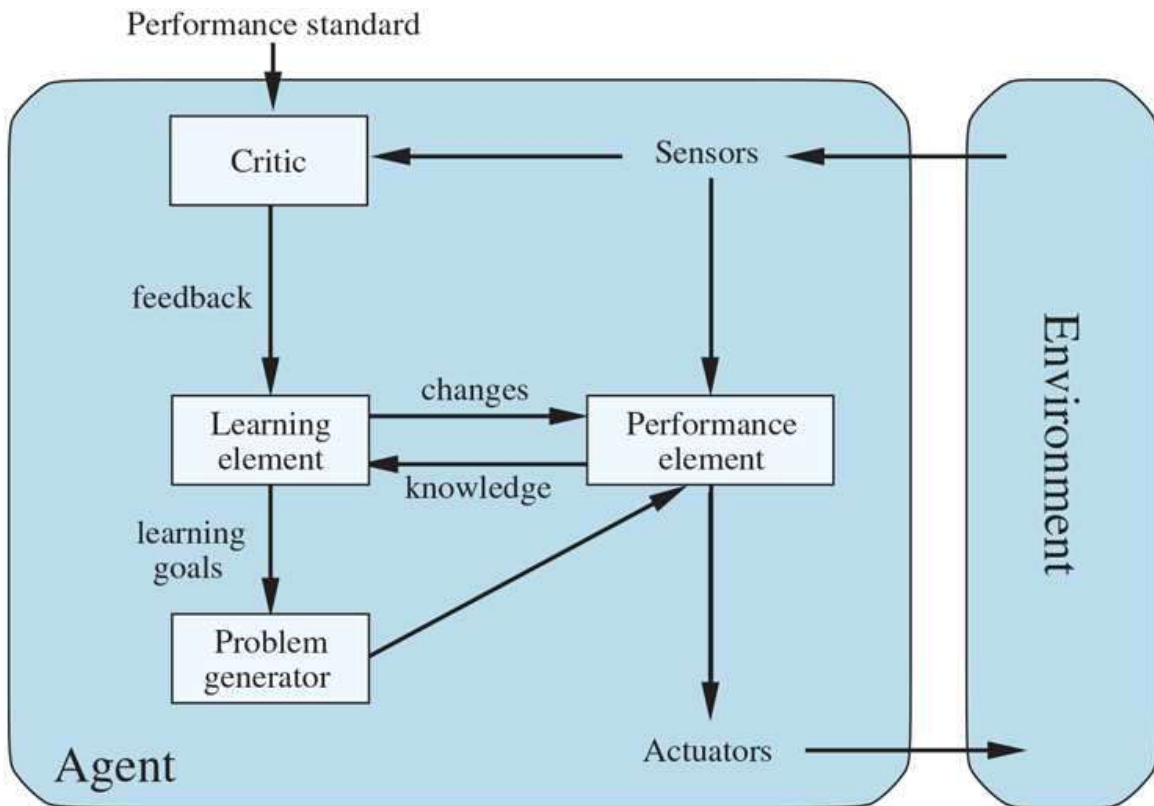 Performance standard
Critic
Sensors
feedback
changes
Learning
element
Performance
element
knowledge
learning
goals
Problem
generator
Actuators
Agent
Environment